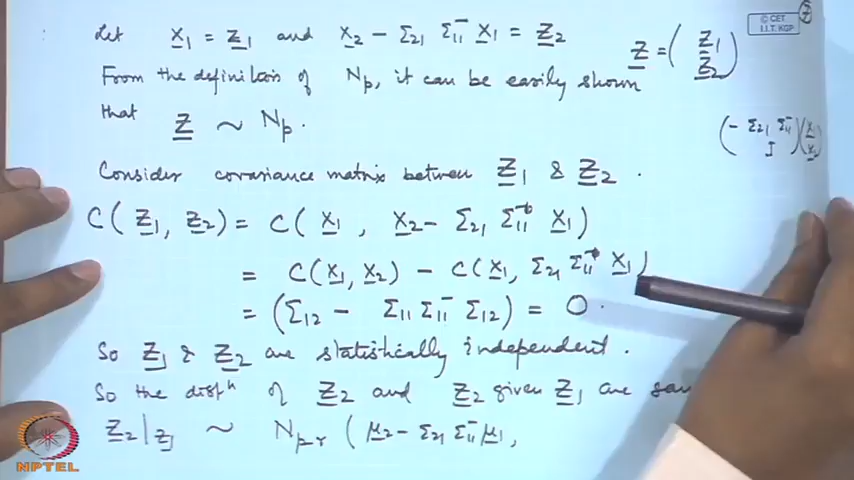 Let X₁ = Z₁ and X₂ − Σ₂₁ Σ₁₁⁻ X₁ = Z₂
Z = ( Z₁ Z₂ )
© CET
I.I.T. KGP
From the definition of Nₚ, it can be easily shown
that Z ~ Nₚ.
(− Σ₂₁ Σ₁₁⁻ I)(X₁ X₂)
Consider covariance matrix between Z₁ & Z₂.
C(Z₁, Z₂) = C(X₁, X₂ − Σ₂₁ Σ₁₁⁻ X₁)
= C(X₁, X₂) − C(X₁, Σ₂₁ Σ₁₁⁻ X₁)
= (Σ₁₂ − Σ₁₁ Σ₁₁⁻ Σ₁₂) = 0.
So Z₁ & Z₂ are statistically independent.
So the distⁿ of Z₂ and Z₂ given Z₁ are
Z₂|Z₁ ~ Nₚ₋ᵣ (μ₂ − Σ₂₁ Σ₁₁⁻ μ₁,
NPTEL